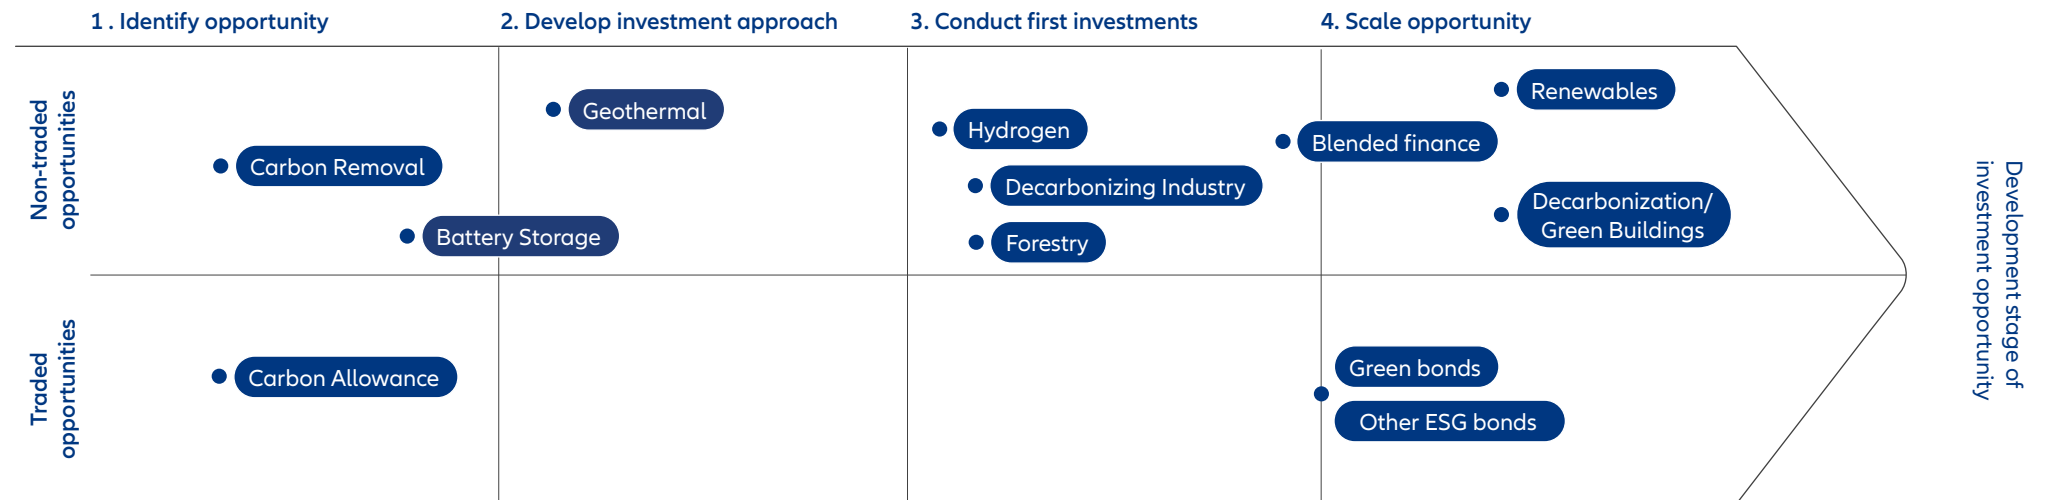 1 . Identify opportunity
2. Develop investment approach
3. Conduct first investments
4. Scale opportunity
Non-traded
opportunities
Carbon Removal
Battery Storage
Geothermal
Hydrogen
Decarbonizing Industry
Forestry
Blended finance
Renewables
Decarbonization/
Green Buildings
Traded
opportunities
Carbon Allowance
Green bonds
Other ESG bonds
Development stage of
investment opportunity